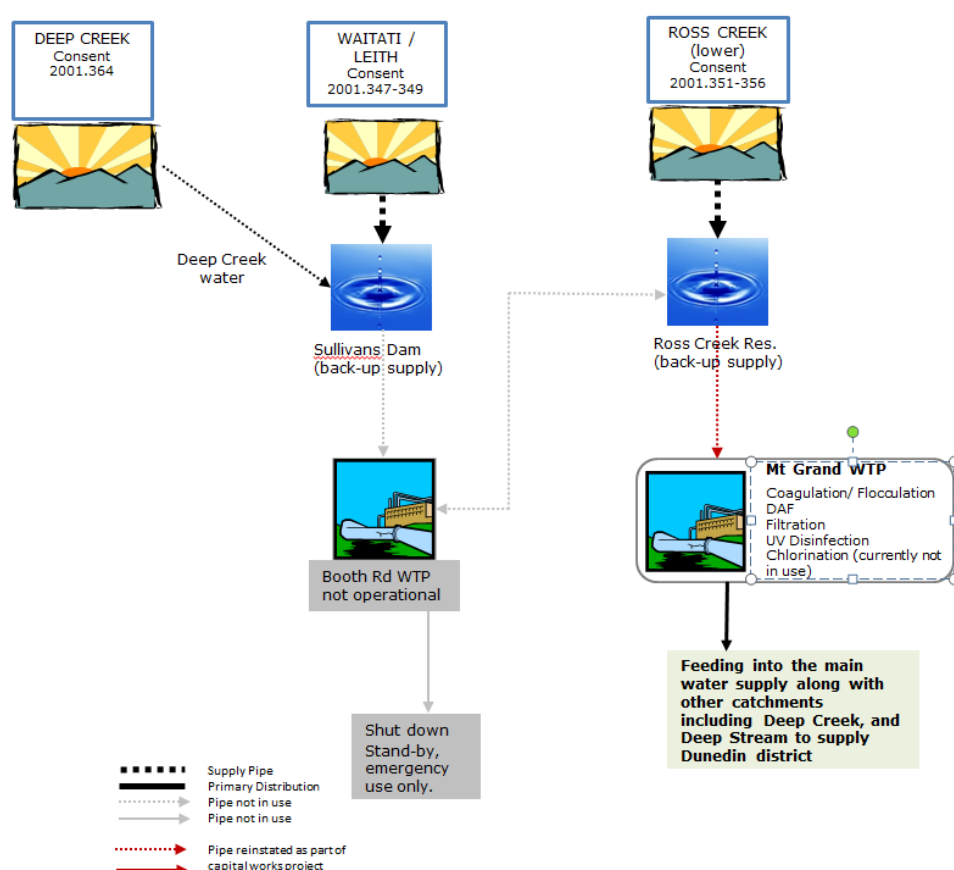 DEEP CREEK
Consent
2001.364
WAITATI /
LEITH
Consent
2001.347-349
ROSS CREEK
(lower)
Consent
2001.351-356
Deep Creek
water
Sullivans Dam
(back-up supply)
Ross Creek Res.
(back-up supply)
Mt Grand WTP
Coagulation/ Flocculation
DAF
Filtration
UV Disinfection
Chlorination (currently not
in use)
Booth Rd WTP
not operational
Feeding into the main
water supply along with
other catchments
including Deep Creek, and
Deep Stream to supply
Dunedin district
Shut down
Stand-by,
emergency
use only.
Supply Pipe
Primary Distribution
Pipe not in use
Pipe not in use
Pipe reinstated as part of
capital works project